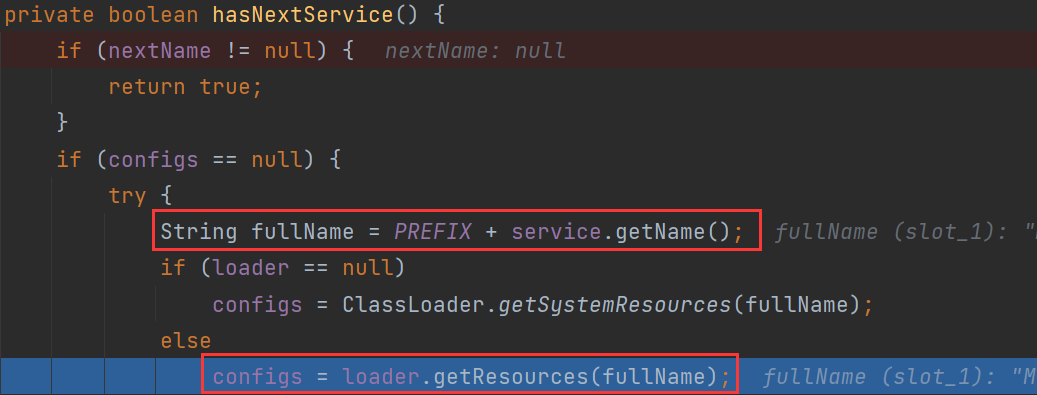 private boolean hasNextService() {
if (nextName != null) { nextName: null
return true;
}
if (configs == null) {
try {
String fullName = PREFIX + service.getName(); fullName (slot_1): "
if (loader == null)
configs = ClassLoader.getSystemResources(fullName);
else
configs = loader.getResources(fullName); fullName (slot_1): "M